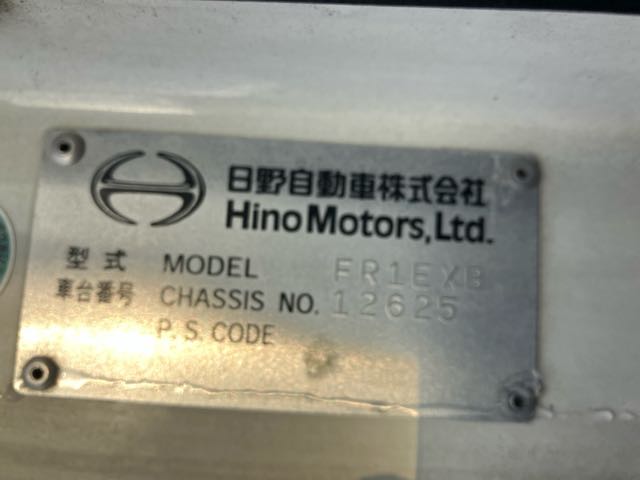 日野自動車株式会社
Hino Motors, Ltd.
型式 MODEL FR1EXB
車台番号 CHASSIS NO. 12625
P. S. CODE